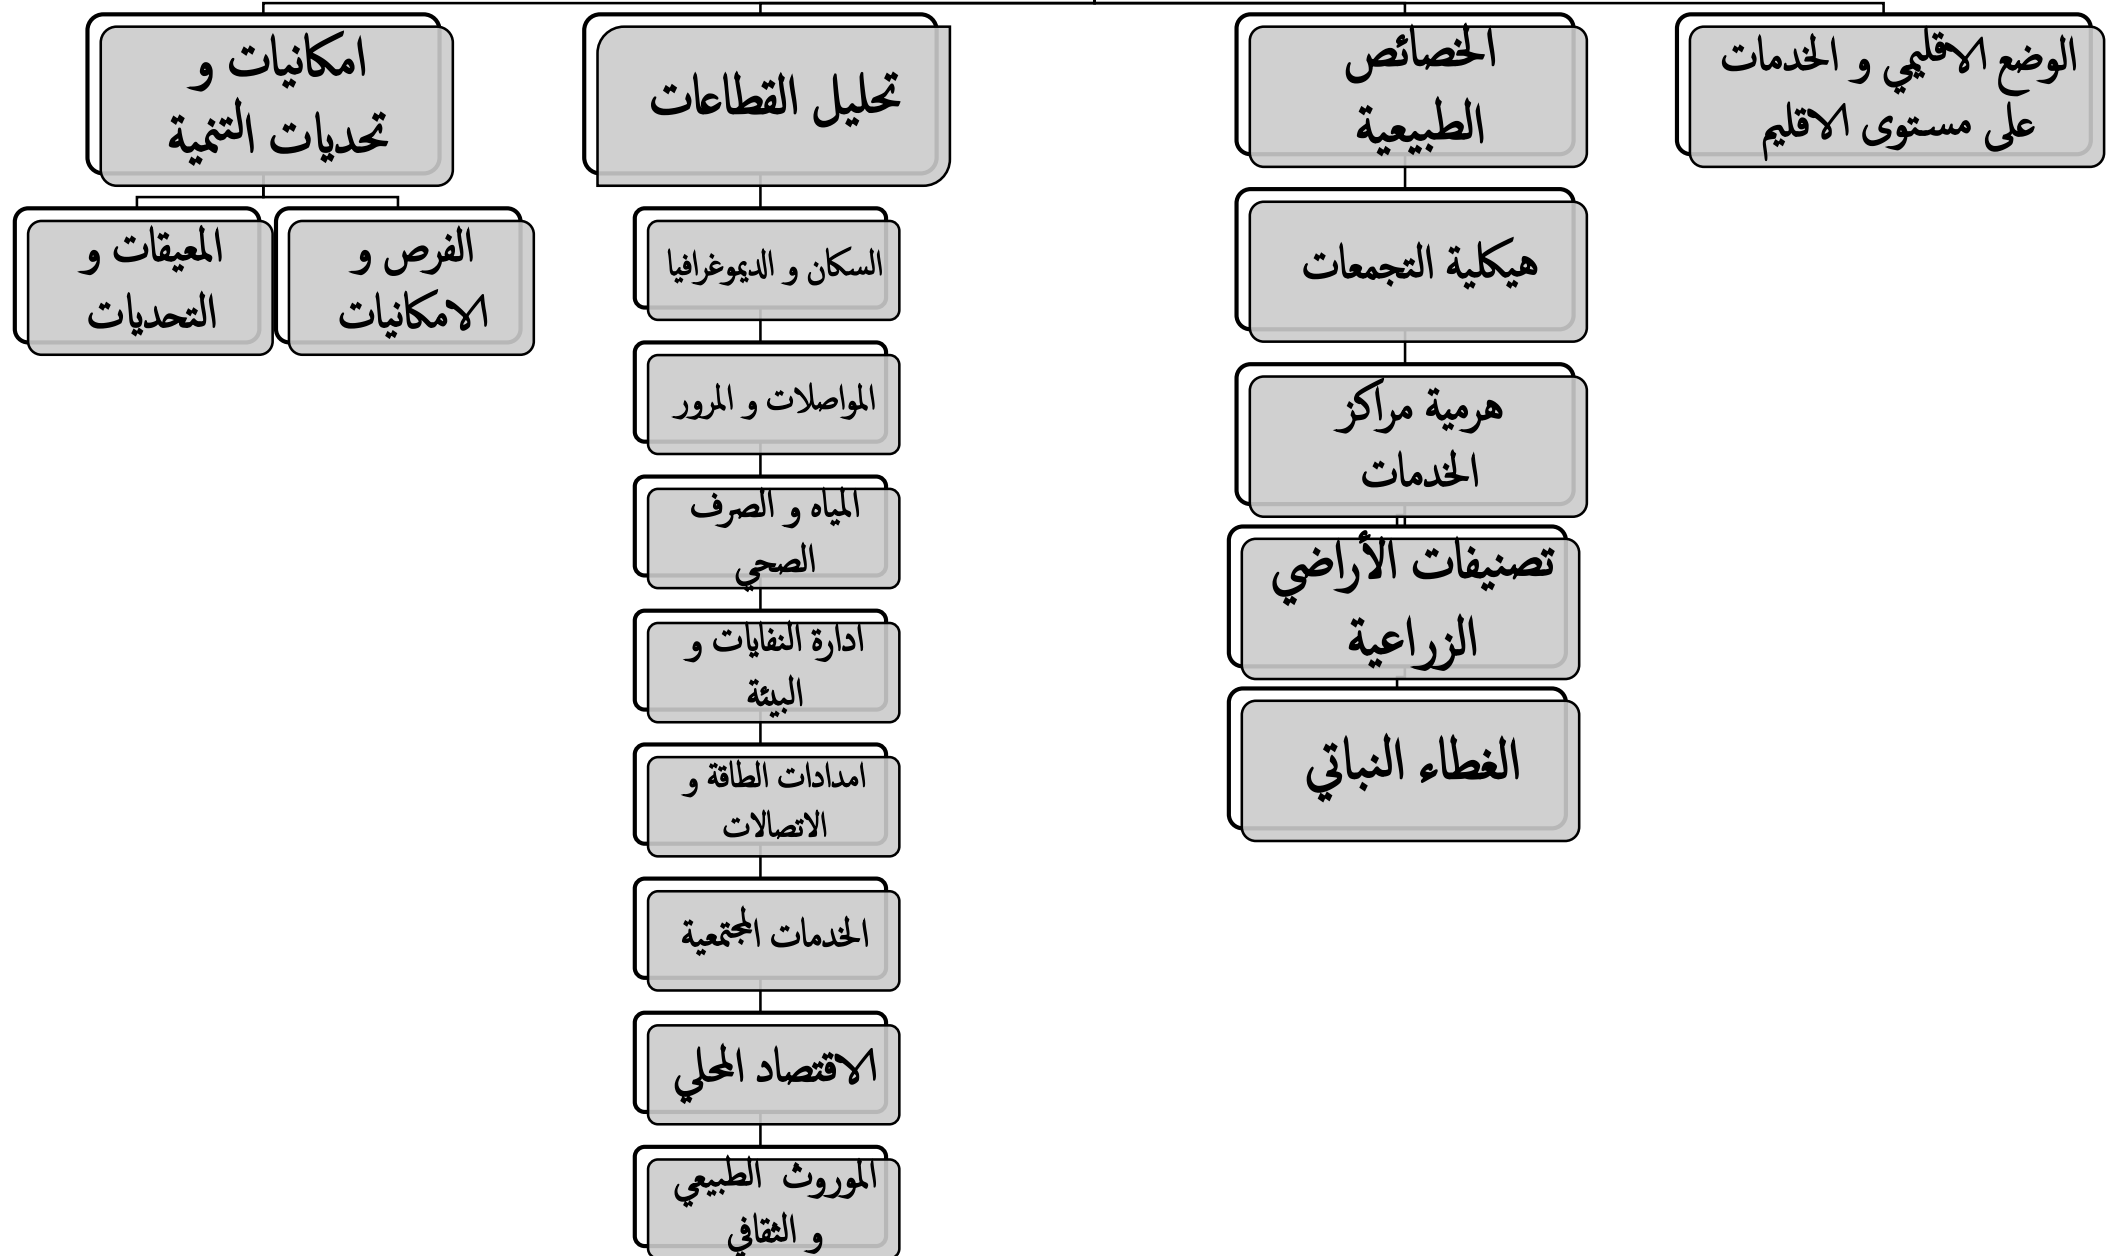 الوضع الاقليمي و الخدمات
على مستوى الاقليم
الخصائص
الطبيعية
هيكلية التجمعات
هرمية مراكز
الخدمات
تصنيفات الأراضي
الزراعية
الغطاء النباتي
تحليل القطاعات
السكان و الديموغرافيا
المواصلات و المرور
المياه و الصرف
الصحي
ادارة النفايات و
البيئة
امدادات الطاقة و
الاتصالات
الخدمات المجتمعية
الاقتصاد المحلي
الموروث الطبيعي
و الثقافي
امكانيات و
تحديات التنمية
الفرص و
الامكانيات
المعيقات و
التحديات